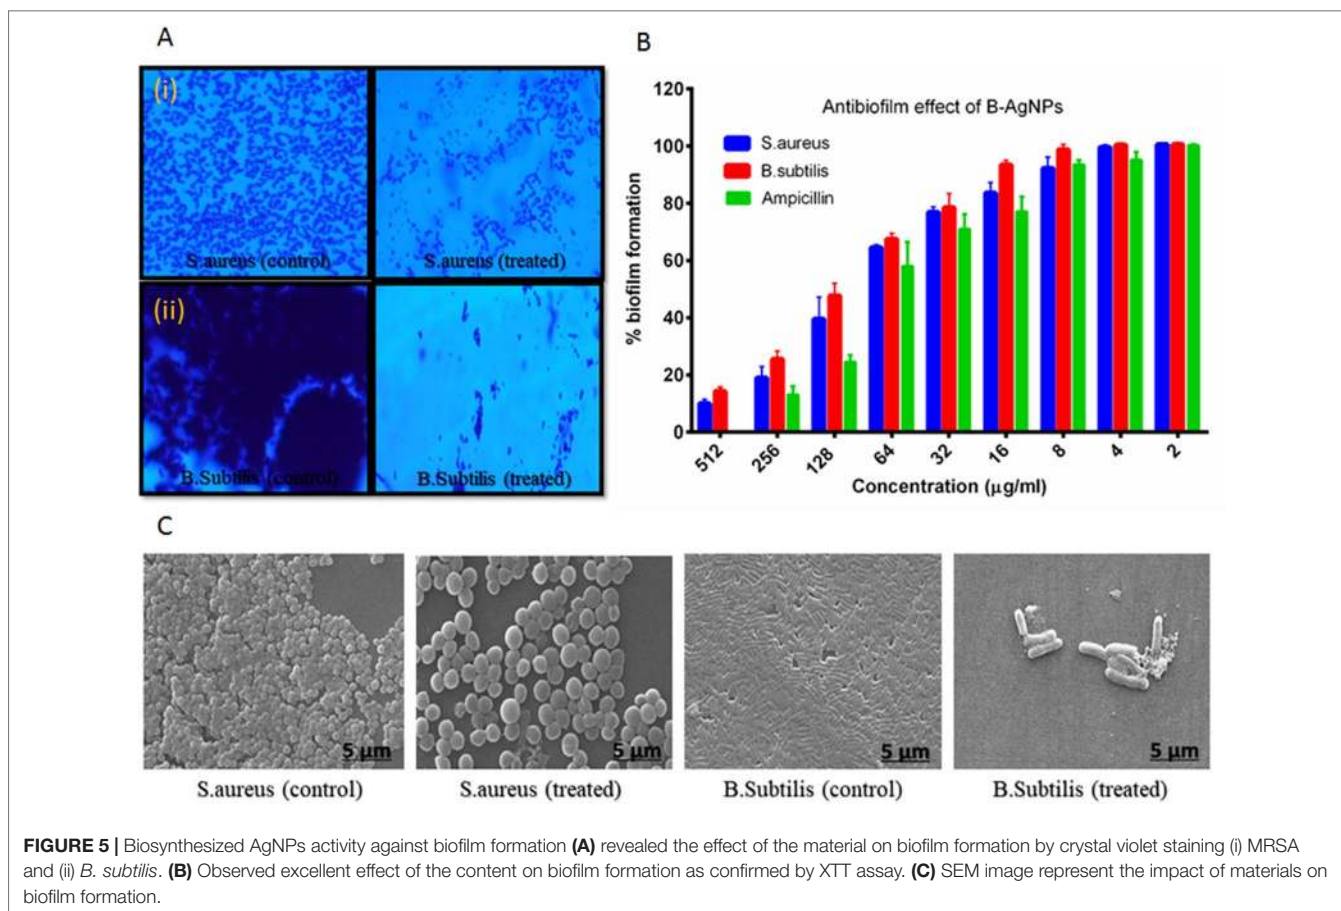 A
(i)
S.aureus (control)
S.aureus (treated)
(ii)
B.Subtilis (control)
B.Subtilis (treated)
B
Antibiofilm effect of B-AgNPs
S.aureus
B.subtilis
Ampicillin
% biofilm formation
120
100
80
60
40
20
0
512 256 128 64 32 16 8 4 2
Concentration (μg/ml)
C
5 μm
5 μm
5 μm
5 μm
S.aureus (control)
S.aureus (treated)
B.Subtilis (control)
B.Subtilis (treated)
FIGURE 5 | Biosynthesized AgNPs activity against biofilm formation (A) revealed the effect of the material on biofilm formation by crystal violet staining (i) MRSA
and (ii) B. subtilis. (B) Observed excellent effect of the content on biofilm formation as confirmed by XTT assay. (C) SEM image represent the impact of materials on
biofilm formation.